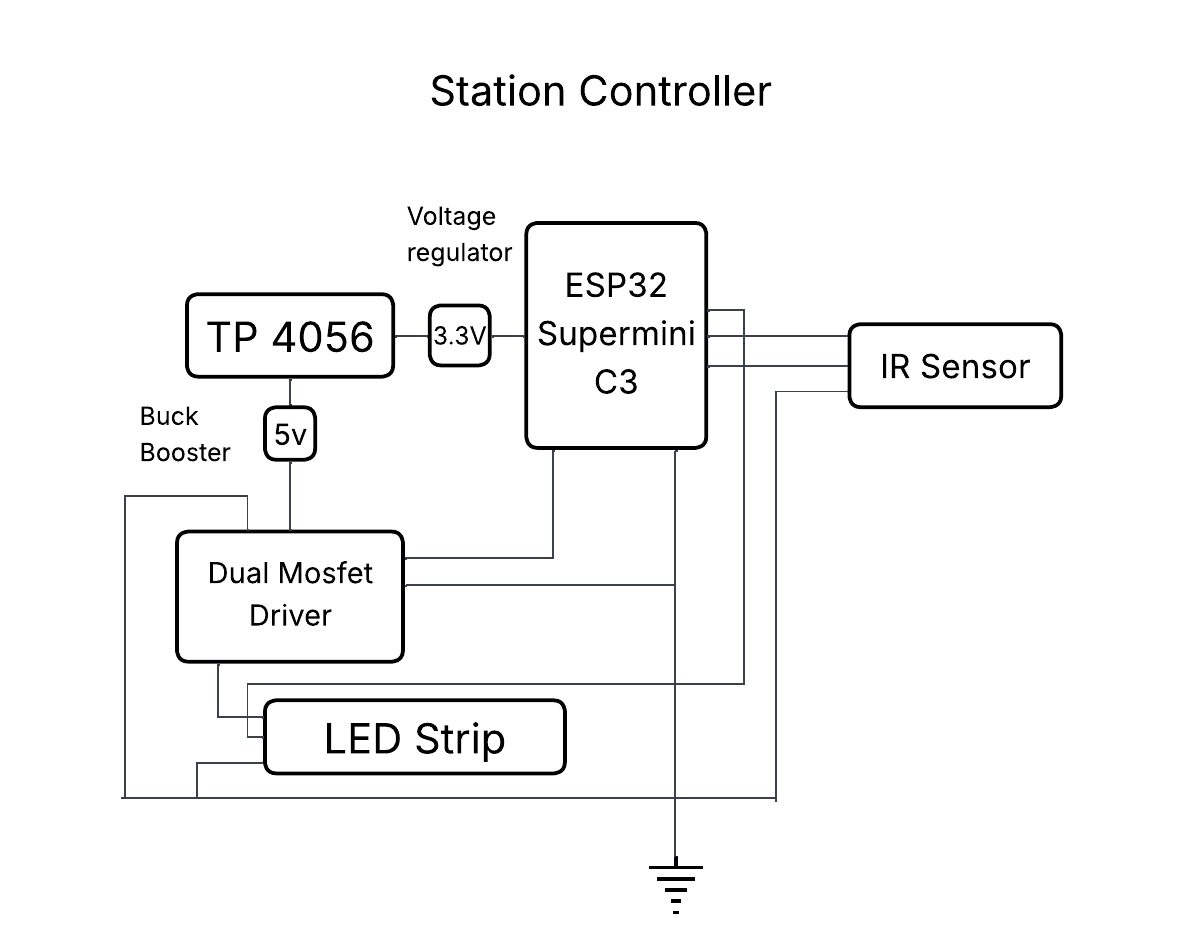 Station Controller
Voltage
regulator
ESP32
Supermini
C3
TP 4056
3.3V
IR Sensor
Buck
Booster
5v
Dual Mosfet
Driver
LED Strip